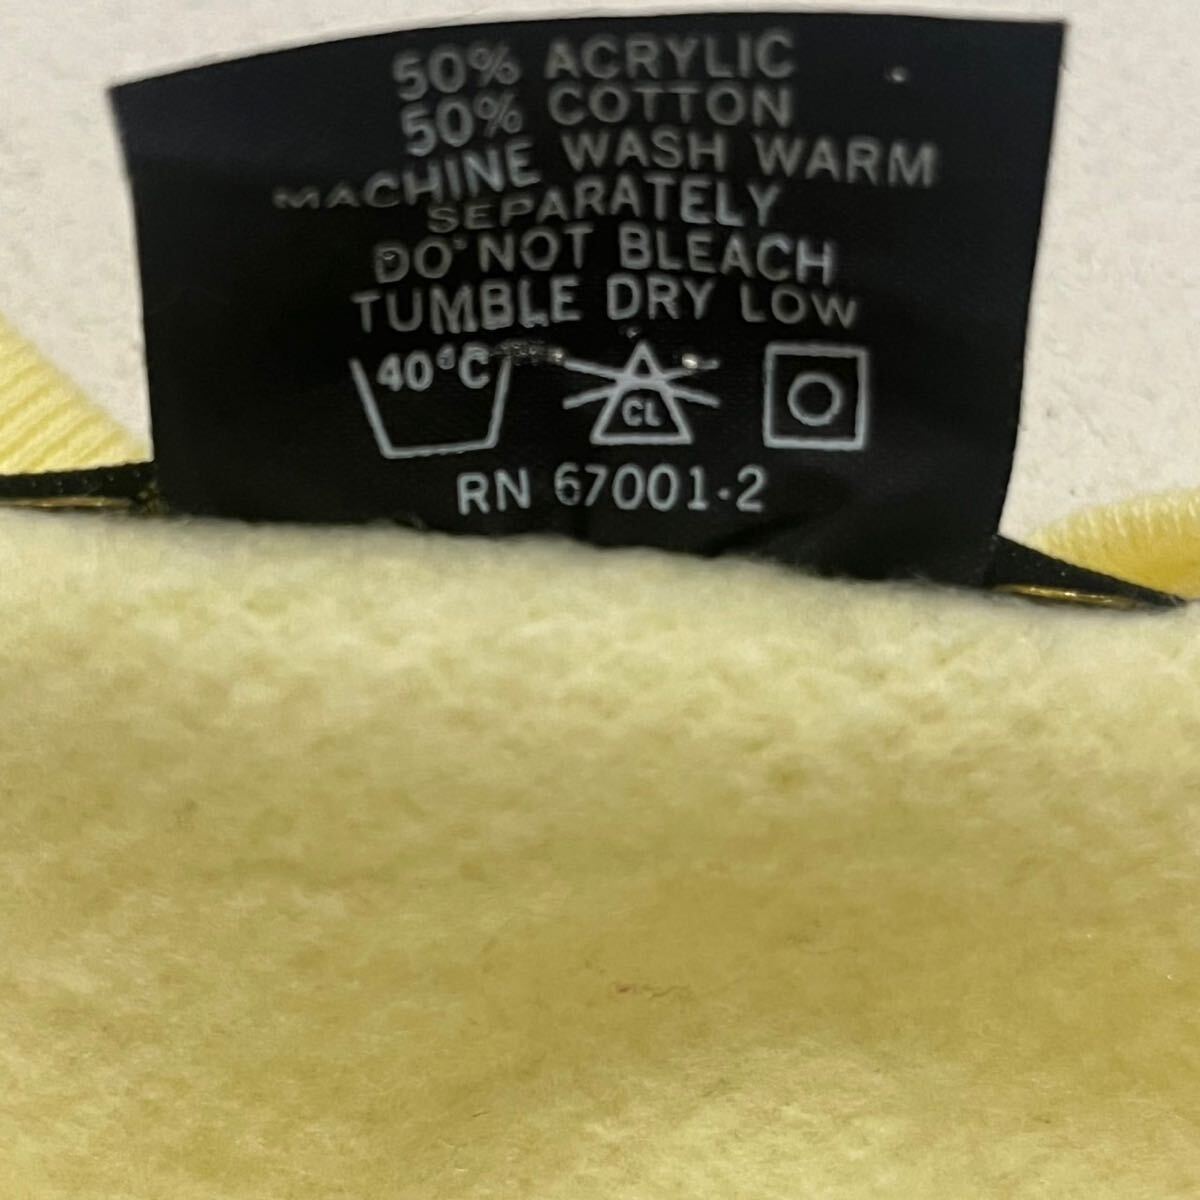 50% ACRYLIC
50% COTTON
MACHINE WASH WARM
SEPARATELY
DO NOT BLEACH
TUMBLE DRY LOW
40°C CL
RN 67001-2